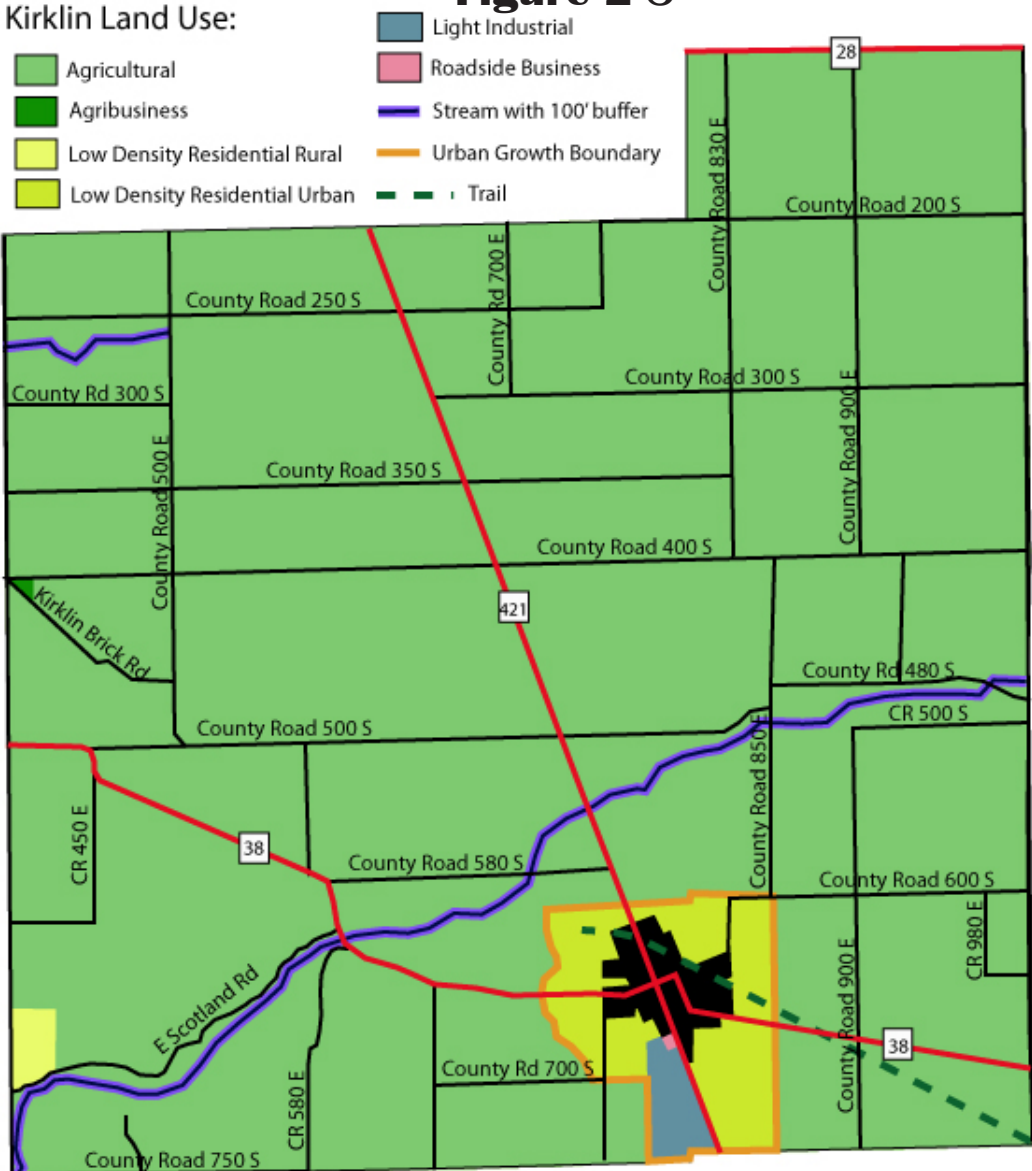 Kirklin Land Use:
Agricultural
Agribusiness
Low Density Residential Rural
Low Density Residential Urban
Light Industrial
Roadside Business
Stream with 100' buffer
Urban Growth Boundary
Trail
28
County Road 830 E
County Road 200 S
County Rd 700 E
County Road 250 S
County Road 300 S
County Rd 300 S
County Road 900 E
County Road 500 E
County Road 350 S
County Road 400 S
Kirklin Brick Rd
421
County Rd 480 S
CR 500 S
County Road 500 S
County Road 850 E
CR 450 E
38
County Road 580 S
County Road 600 S
CR 980 E
County Road 900 E
E Scotland Rd
38
County Rd 700 S
CR 580 E
County Road 750 S